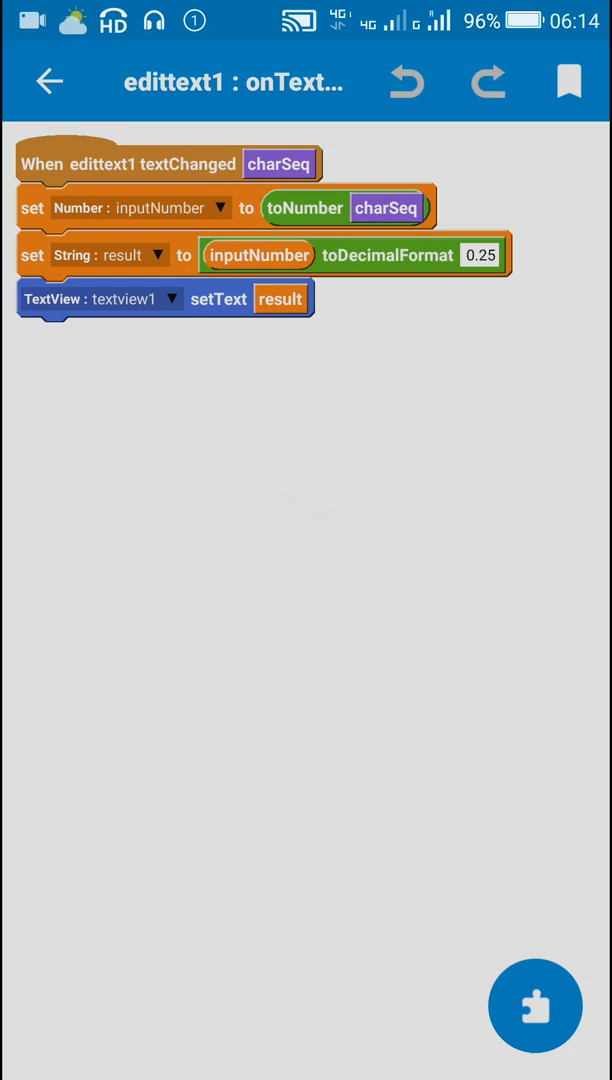 HD 1 4G 4G G R 96% 06:14
edittext1 : onText...
When edittext1 textChanged charSeq
set Number : inputNumber ▼ to toNumber charSeq
set String : result ▼ to inputNumber toDecimalFormat 0.25
TextView : textview1 ▼ setText result